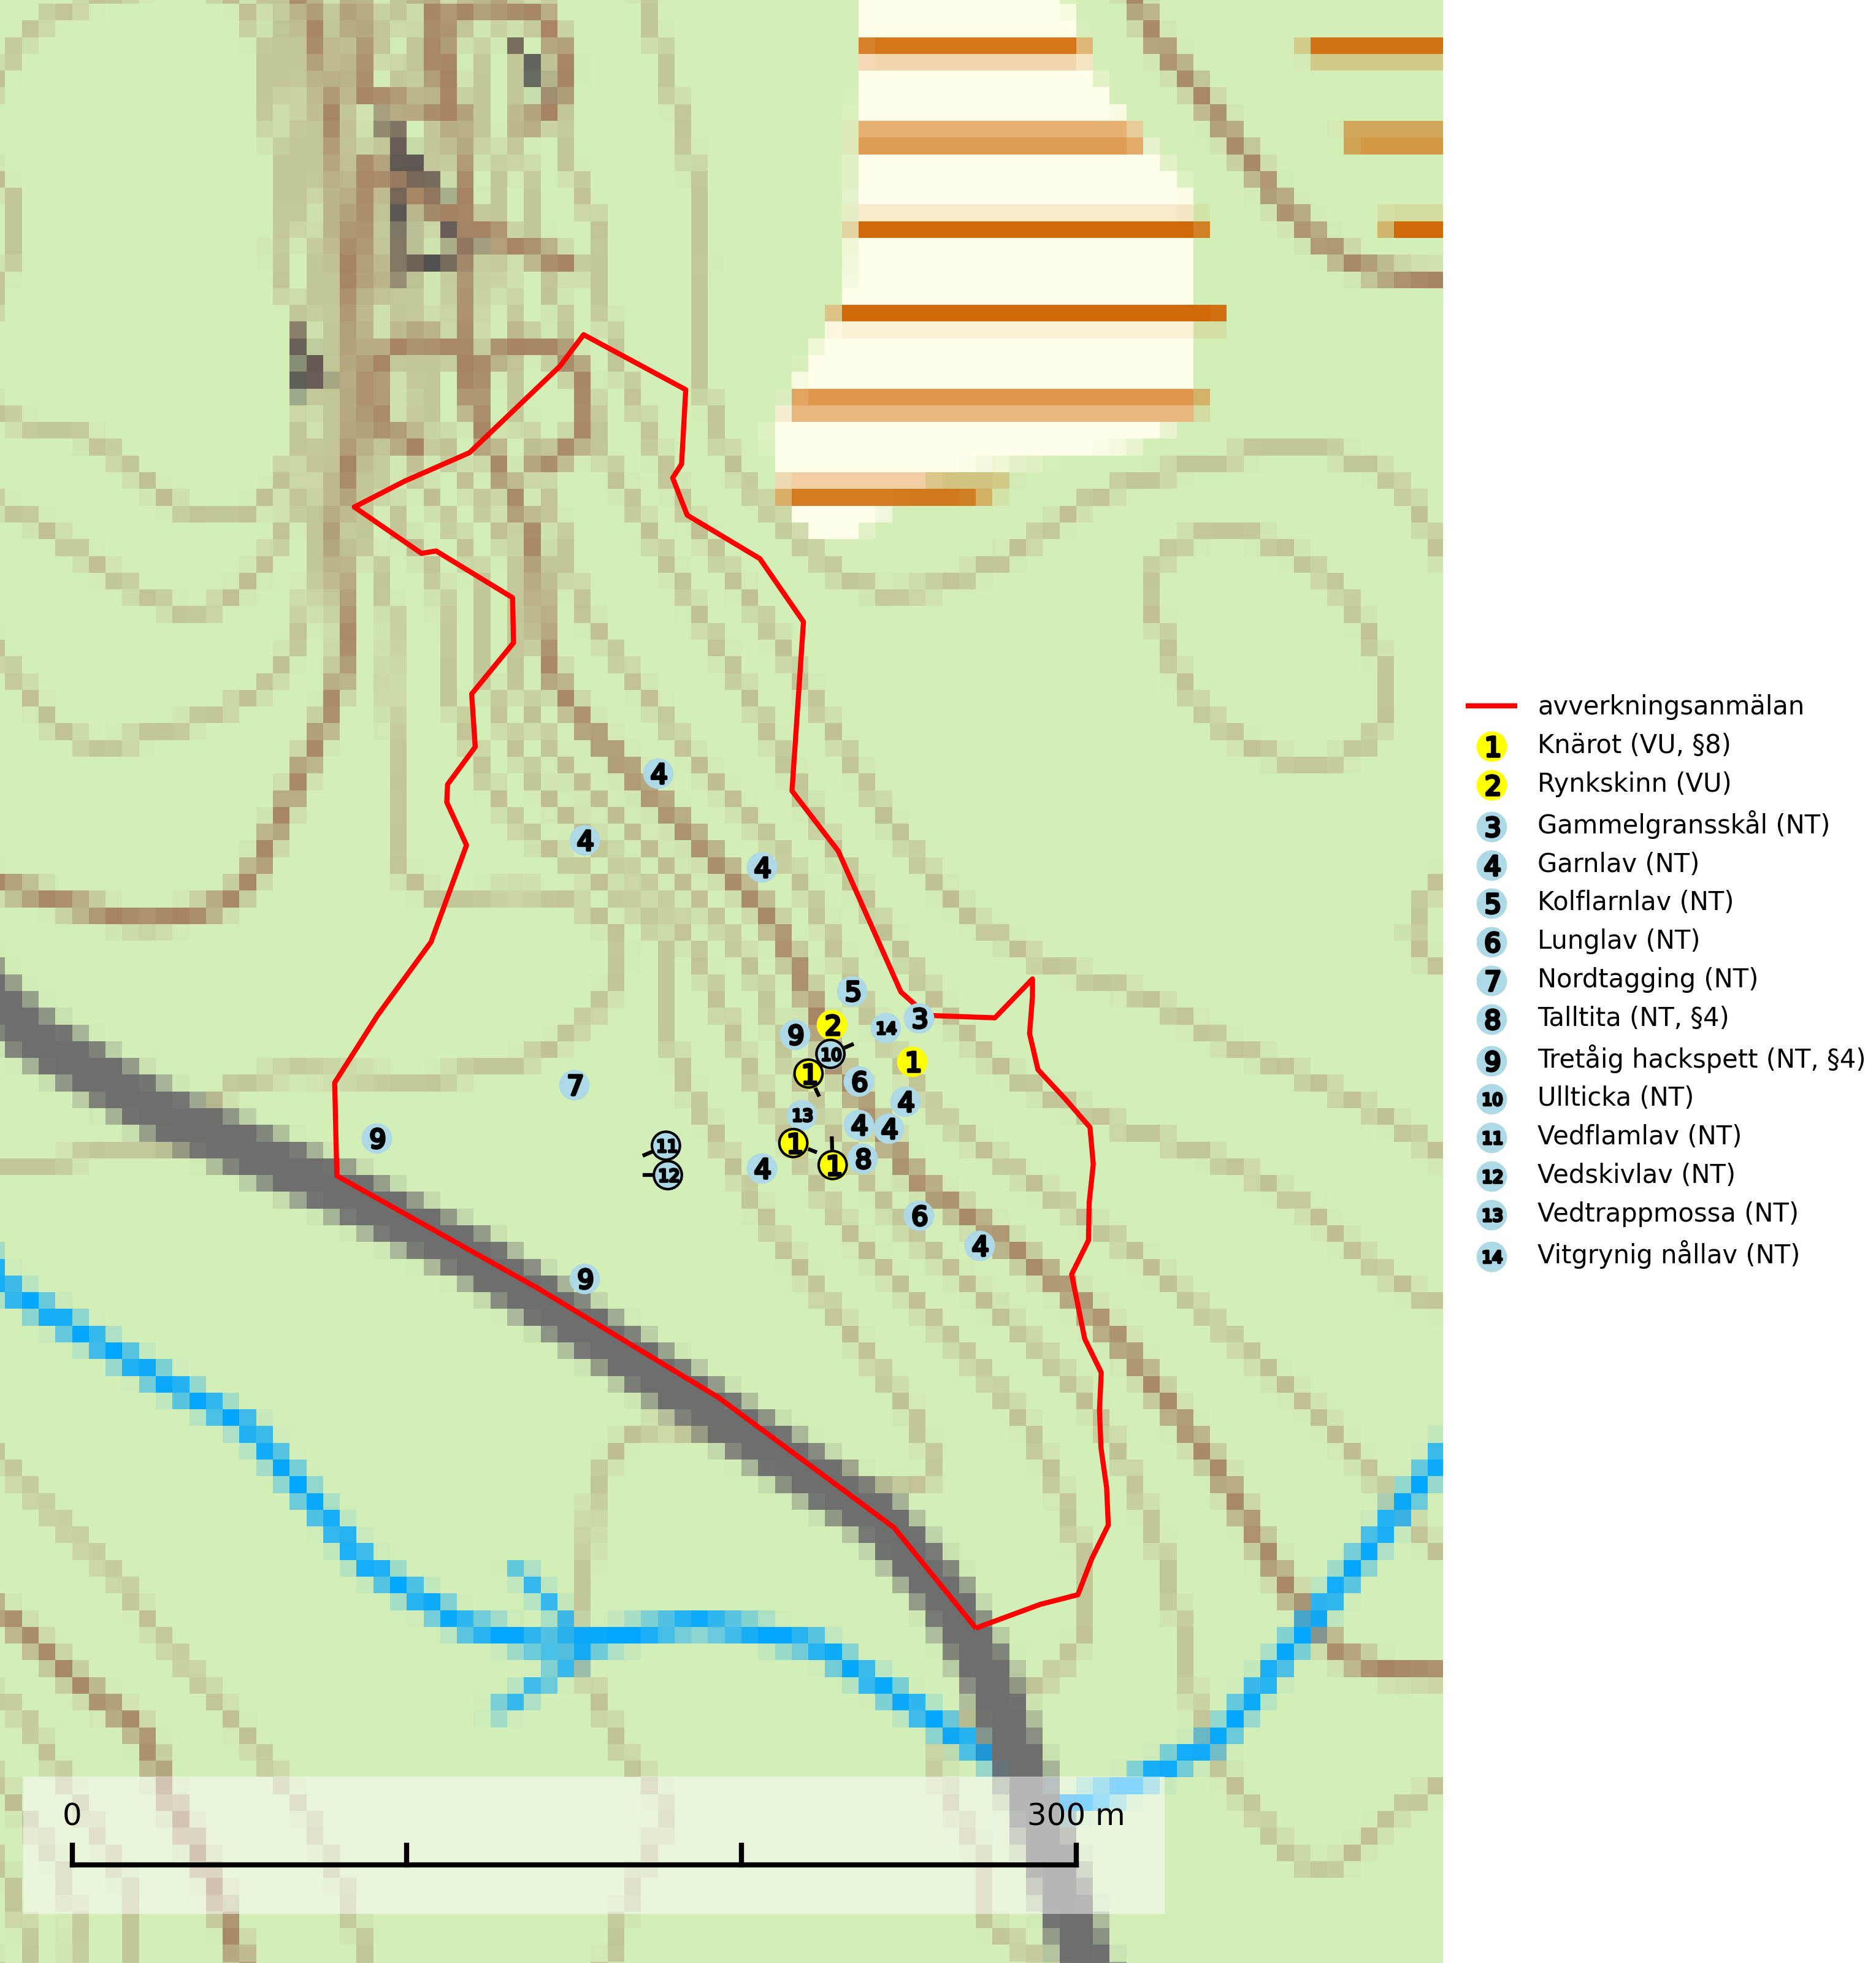 avverkningsanmälan
1 Knärot (VU, §8)
2 Rynkskinn (VU)
3 Gammelgransskål (NT)
4 Garnlav (NT)
5 Kolflarnlav (NT)
6 Lunglav (NT)
7 Nordtagging (NT)
8 Talltita (NT, §4)
9 Tretåig hackspett (NT, §4)
10 Ullticka (NT)
11 Vedflamlav (NT)
12 Vedskivlav (NT)
13 Vedtrappmossa (NT)
14 Vitgrynig nållav (NT)
4
4
4
5
9 2 14 3
10
1 1
7 6
4
13
9 4 4
11 1
12 4 1 8
6
4
9
0 300 m